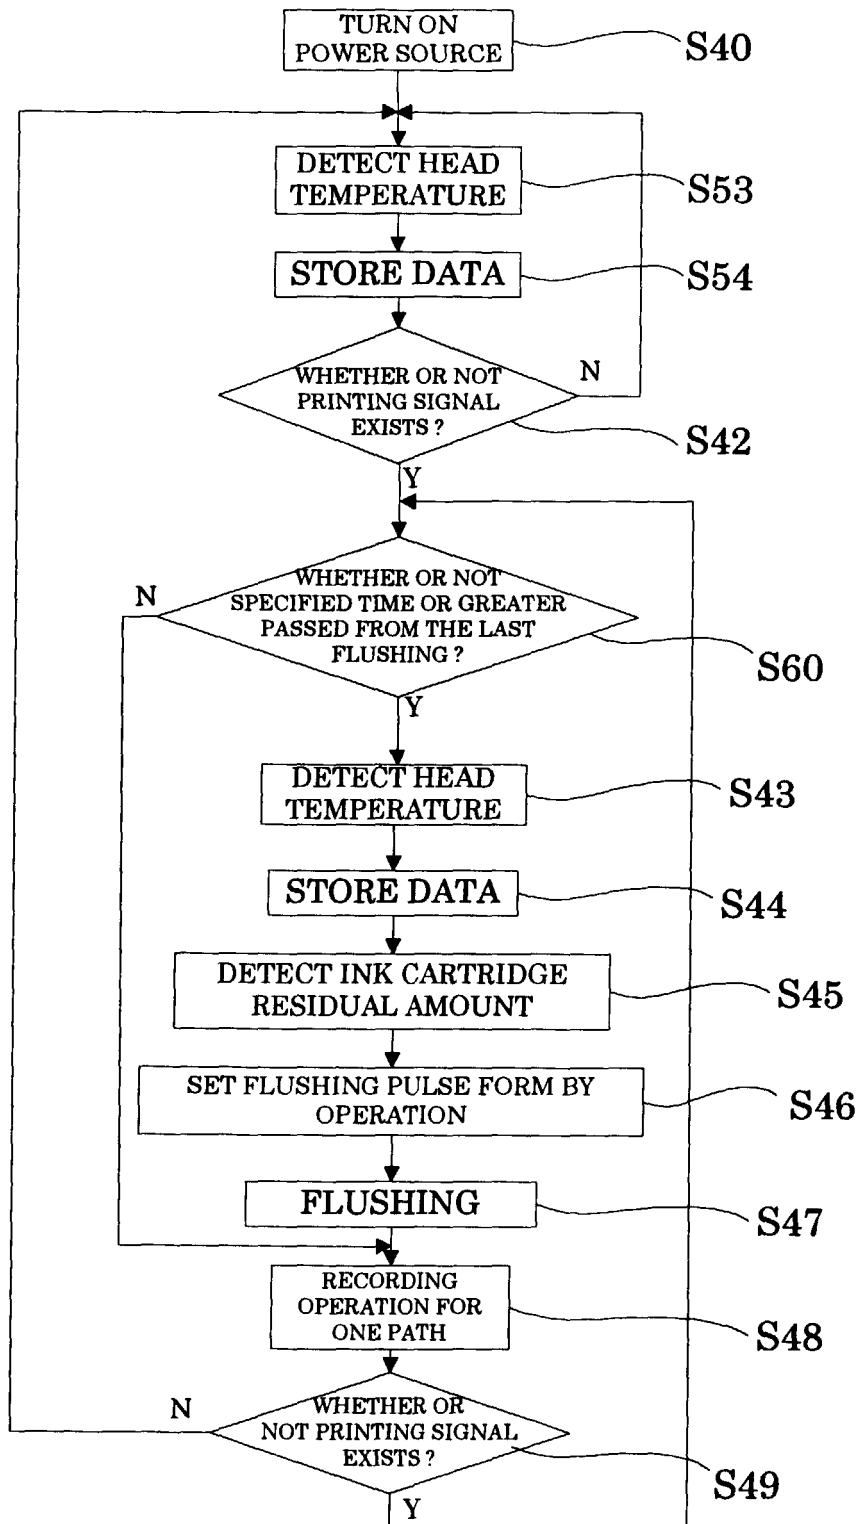 TURN ON
POWER SOURCE
S40
DETECT HEAD
TEMPERATURE
S53
STORE DATA
S54
WHETHER OR NOT
PRINTING SIGNAL
EXISTS ?
N
S42
Y
WHETHER OR NOT
SPECIFIED TIME OR GREATER
PASSED FROM THE LAST
FLUSHING ?
N
S60
Y
DETECT HEAD
TEMPERATURE
S43
STORE DATA
S44
DETECT INK CARTRIDGE
RESIDUAL AMOUNT
S45
SET FLUSHING PULSE FORM BY
OPERATION
S46
FLUSHING
S47
RECORDING
OPERATION FOR
ONE PATH
S48
N
WHETHER OR
NOT PRINTING SIGNAL
EXISTS ?
S49
Y